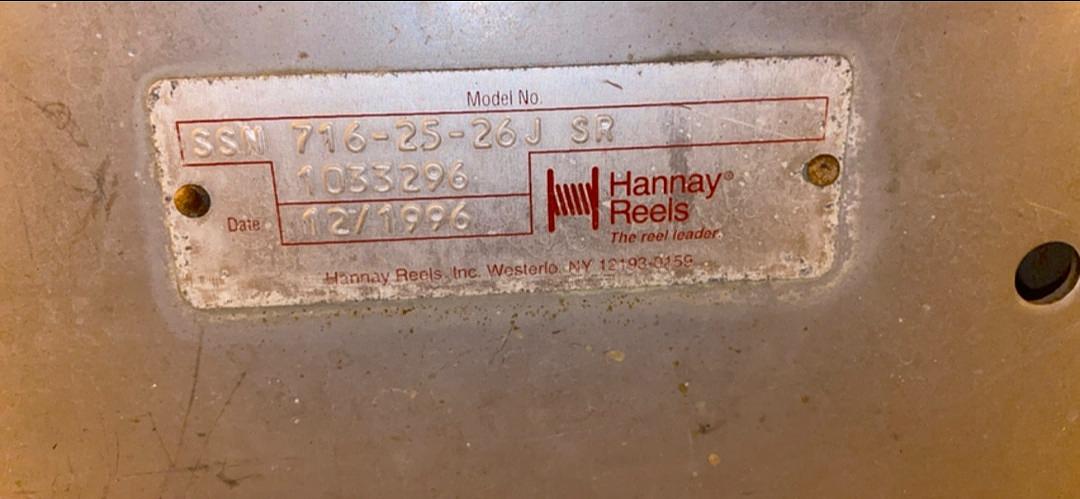 Model No.
SSN 716-25-26J SR
1033296
Date 12/1996
Hannay®
Reels
The reel leader.
Hannay Reels, Inc. Westerlo, NY 12193-0159